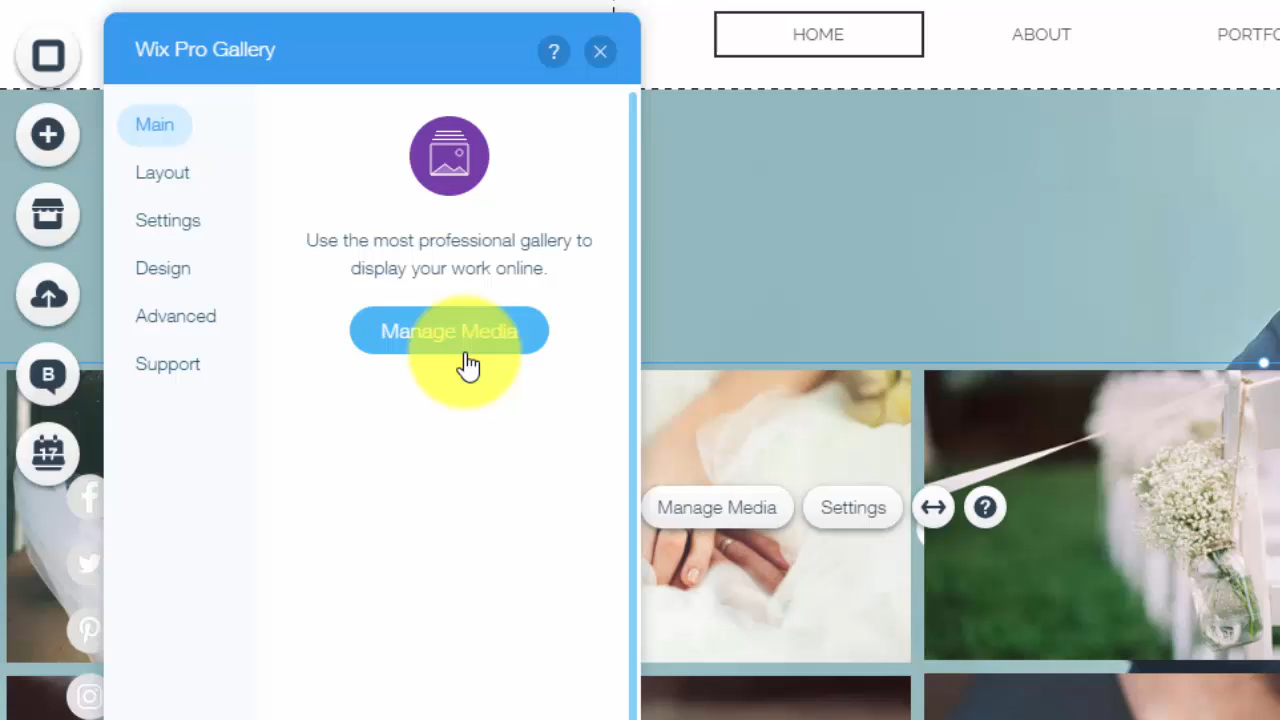 Wix Pro Gallery
?
HOME
ABOUT
PORTFO
Main
Layout
Settings
Design
Advanced
Support
Use the most professional gallery to
display your work online.
Manage Media
B
17
Manage Media
Settings
?